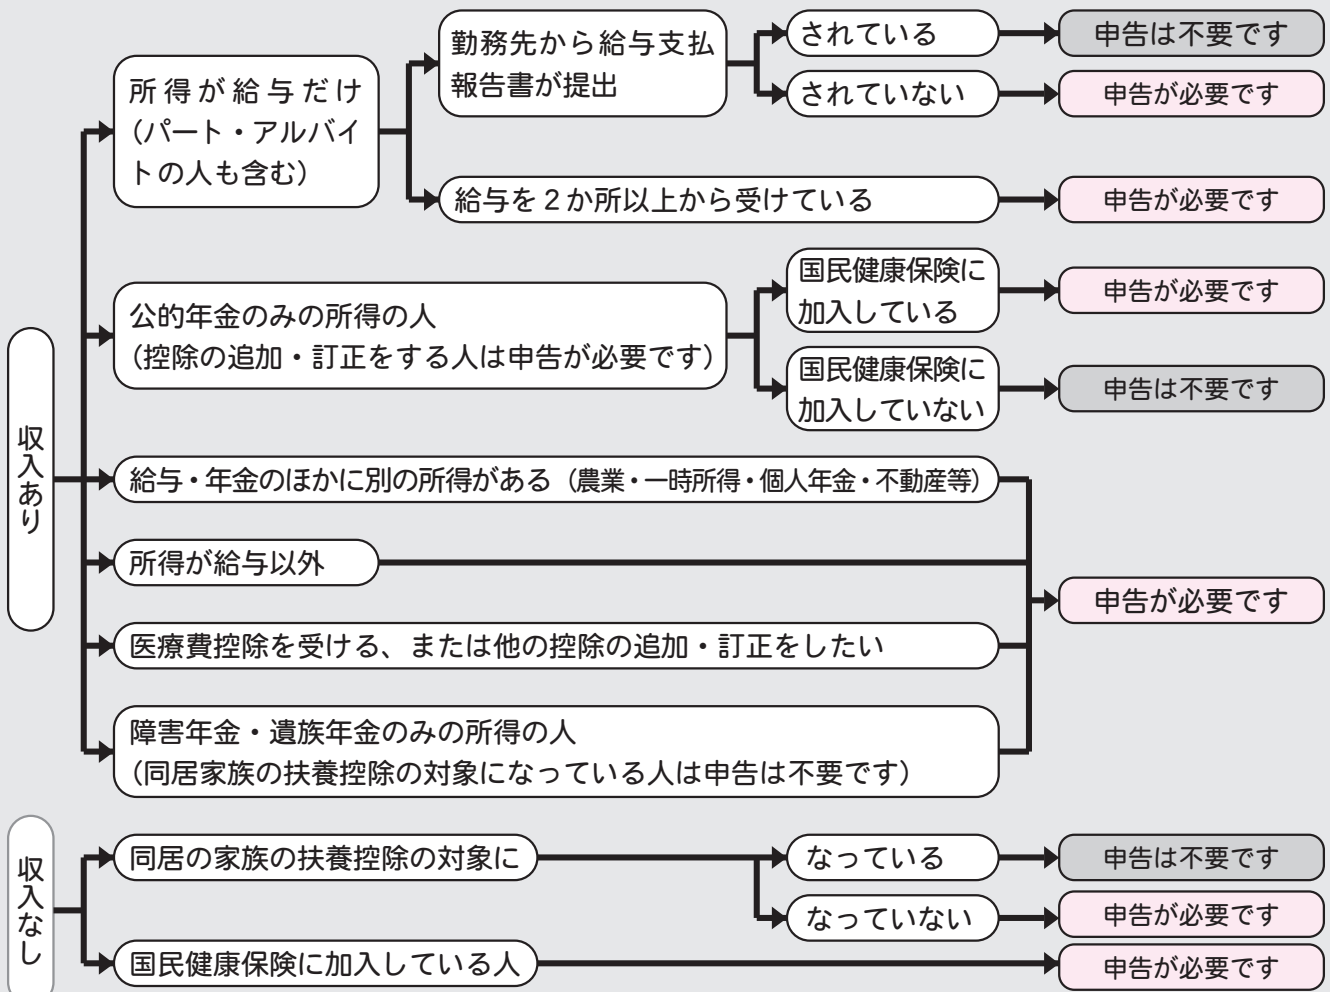 収入あり
所得が給与だけ
（パート・アルバイ
トの人も含む）
勤務先から給与支払
報告書が提出
されている
申告は不要です
されていない
申告が必要です
給与を２か所以上から受けている
申告が必要です
公的年金のみの所得の人
（控除の追加・訂正をする人は申告が必要です）
国民健康保険に
加入している
申告が必要です
国民健康保険に
加入していない
申告は不要です
給与・年金のほかに別の所得がある（農業・一時所得・個人年金・不動産等）
所得が給与以外
医療費控除を受ける、または他の控除の追加・訂正をしたい
障害年金・遺族年金のみの所得の人
（同居家族の扶養控除の対象になっている人は申告は不要です）
申告が必要です
収入なし
同居の家族の扶養控除の対象に
なっている
申告は不要です
なっていない
申告が必要です
国民健康保険に加入している人
申告が必要です